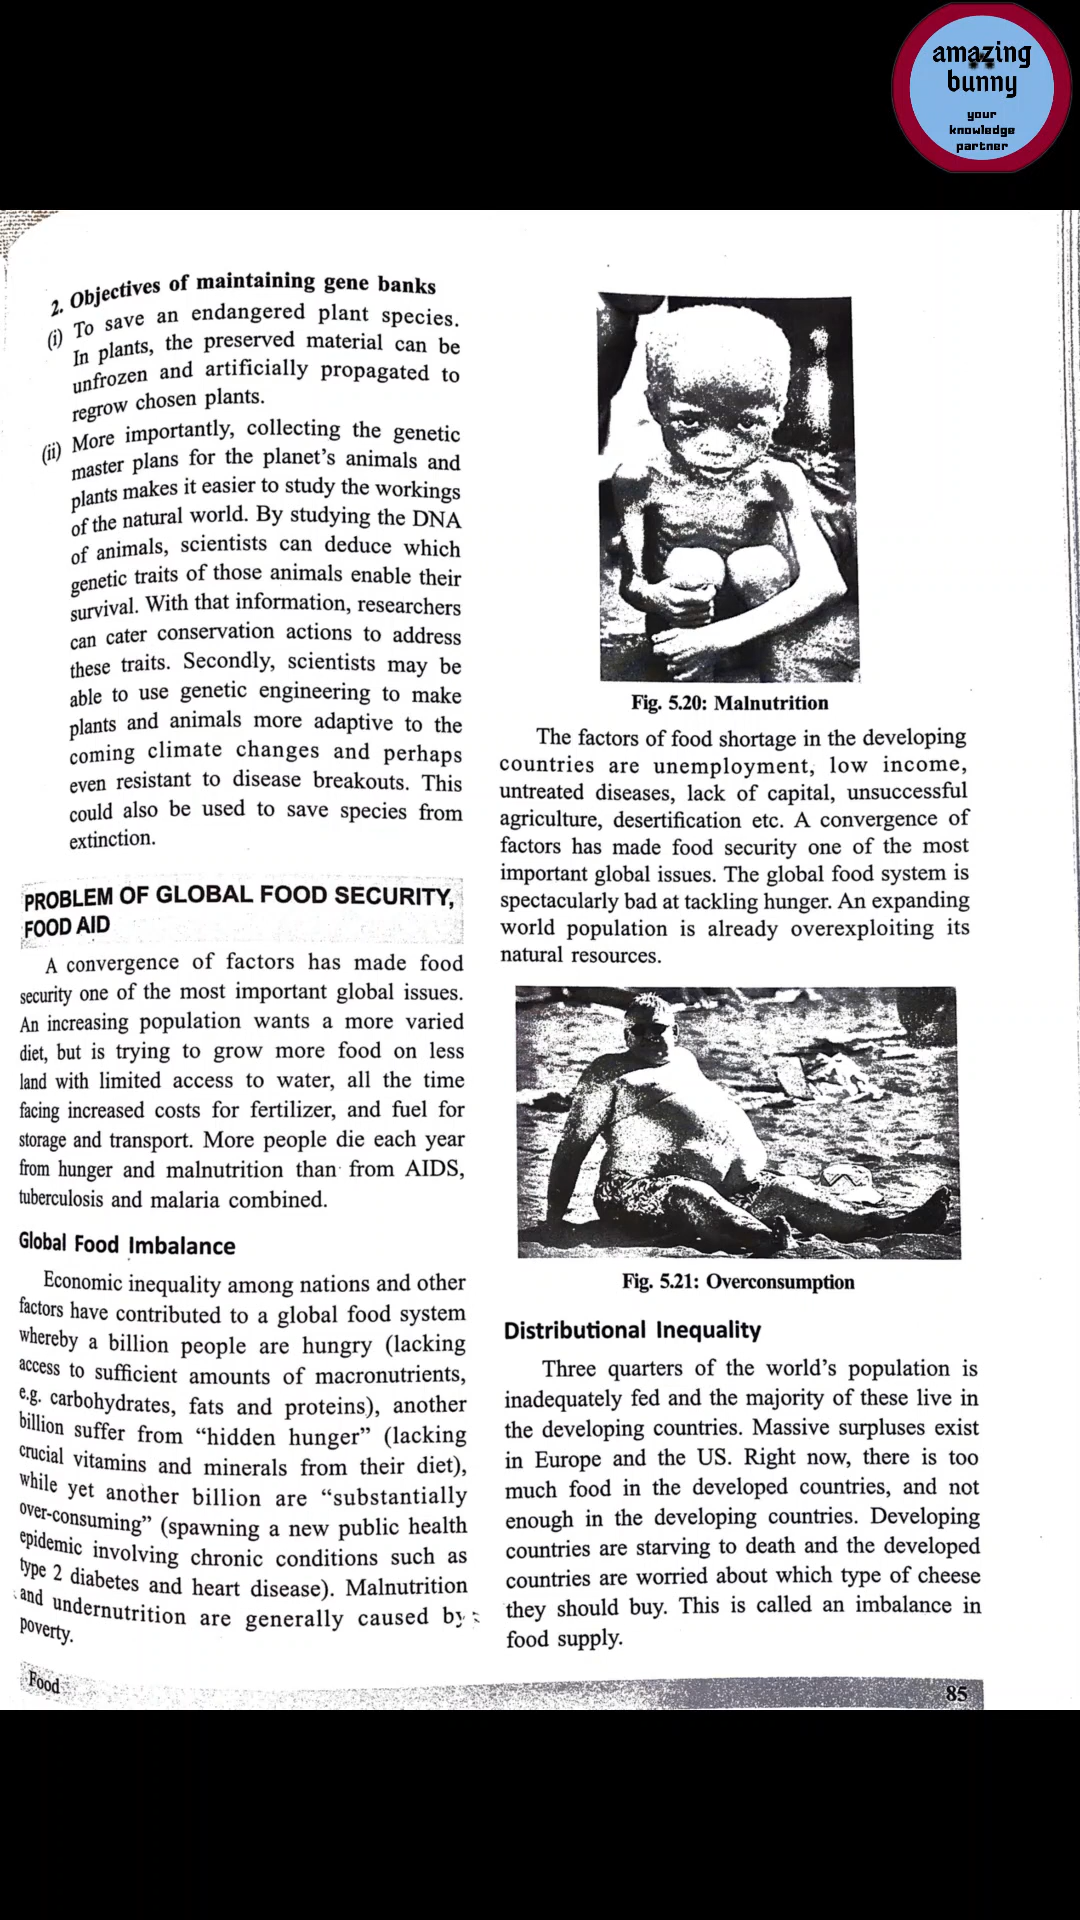 amazing
bunny
your
knowledge
partner
2. Objectives of maintaining gene banks
(i) To save an endangered plant species.
In plants, the preserved material can be
unfrozen and artificially propagated to
regrow chosen plants.
(ii) More importantly, collecting the genetic
master plans for the planet's animals and
plants makes it easier to study the workings
of the natural world. By studying the DNA
of animals, scientists can deduce which
genetic traits of those animals enable their
survival. With that information, researchers
can cater conservation actions to address
these traits. Secondly, scientists may be
able to use genetic engineering to make
plants and animals more adaptive to the
coming climate changes and perhaps
even resistant to disease breakouts. This
could also be used to save species from
extinction.
PROBLEM OF GLOBAL FOOD SECURITY,
FOOD AID
A convergence of factors has made food
security one of the most important global issues.
An increasing population wants a more varied
diet, but is trying to grow more food on less
land with limited access to water, all the time
facing increased costs for fertilizer, and fuel for
storage and transport. More people die each year
from hunger and malnutrition than from AIDS,
tuberculosis and malaria combined.
Global Food Imbalance
Economic inequality among nations and other
factors have contributed to a global food system
whereby a billion people are hungry (lacking
access to sufficient amounts of macronutrients,
e.g. carbohydrates, fats and proteins), another
billion suffer from "hidden hunger" (lacking
crucial vitamins and minerals from their diet),
while yet another billion are "substantially
over-consuming" (spawning a new public health
epidemic involving chronic conditions such as
type 2 diabetes and heart disease). Malnutrition
and undernutrition are generally caused by
poverty.
Fig. 5.20: Malnutrition
The factors of food shortage in the developing
countries are unemployment, low income,
untreated diseases, lack of capital, unsuccessful
agriculture, desertification etc. A convergence of
factors has made food security one of the most
important global issues. The global food system is
spectacularly bad at tackling hunger. An expanding
world population is already overexploiting its
natural resources.
Fig. 5.21: Overconsumption
Distributional Inequality
Three quarters of the world's population is
inadequately fed and the majority of these live in
the developing countries. Massive surpluses exist
in Europe and the US. Right now, there is too
much food in the developed countries, and not
enough in the developing countries. Developing
countries are starving to death and the developed
countries are worried about which type of cheese
they should buy. This is called an imbalance in
food supply.
Food
85